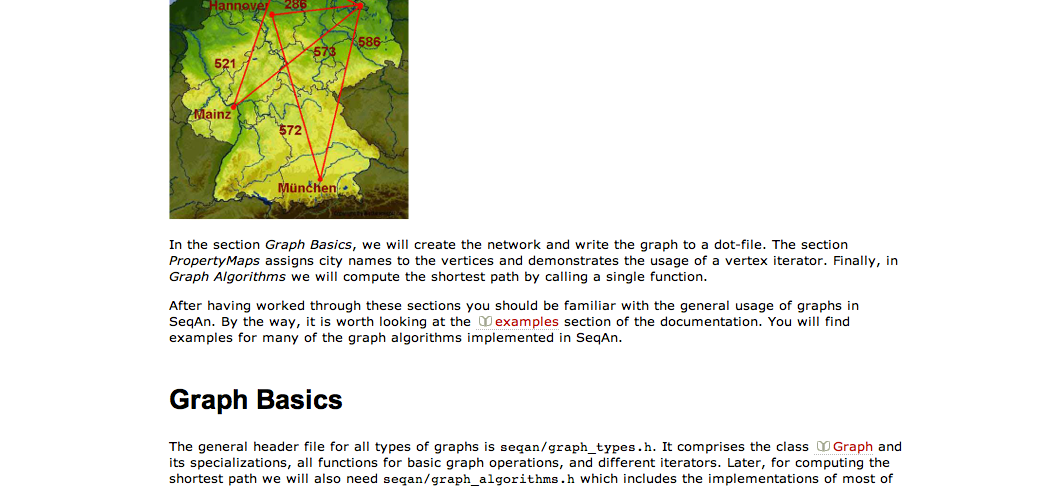 Hannover 286
586
573
521
Mainz
572
München
In the section Graph Basics, we will create the network and write the graph to a dot-file. The section
PropertyMaps assigns city names to the vertices and demonstrates the usage of a vertex iterator. Finally, in
Graph Algorithms we will compute the shortest path by calling a single function.
After having worked through these sections you should be familiar with the general usage of graphs in
SeqAn. By the way, it is worth looking at the examples section of the documentation. You will find
examples for many of the graph algorithms implemented in SeqAn.
Graph Basics
The general header file for all types of graphs is seqan/graph_types.h. It comprises the class Graph and
its specializations, all functions for basic graph operations, and different iterators. Later, for computing the
shortest path we will also need seqan/graph_algorithms.h which includes the implementations of most of